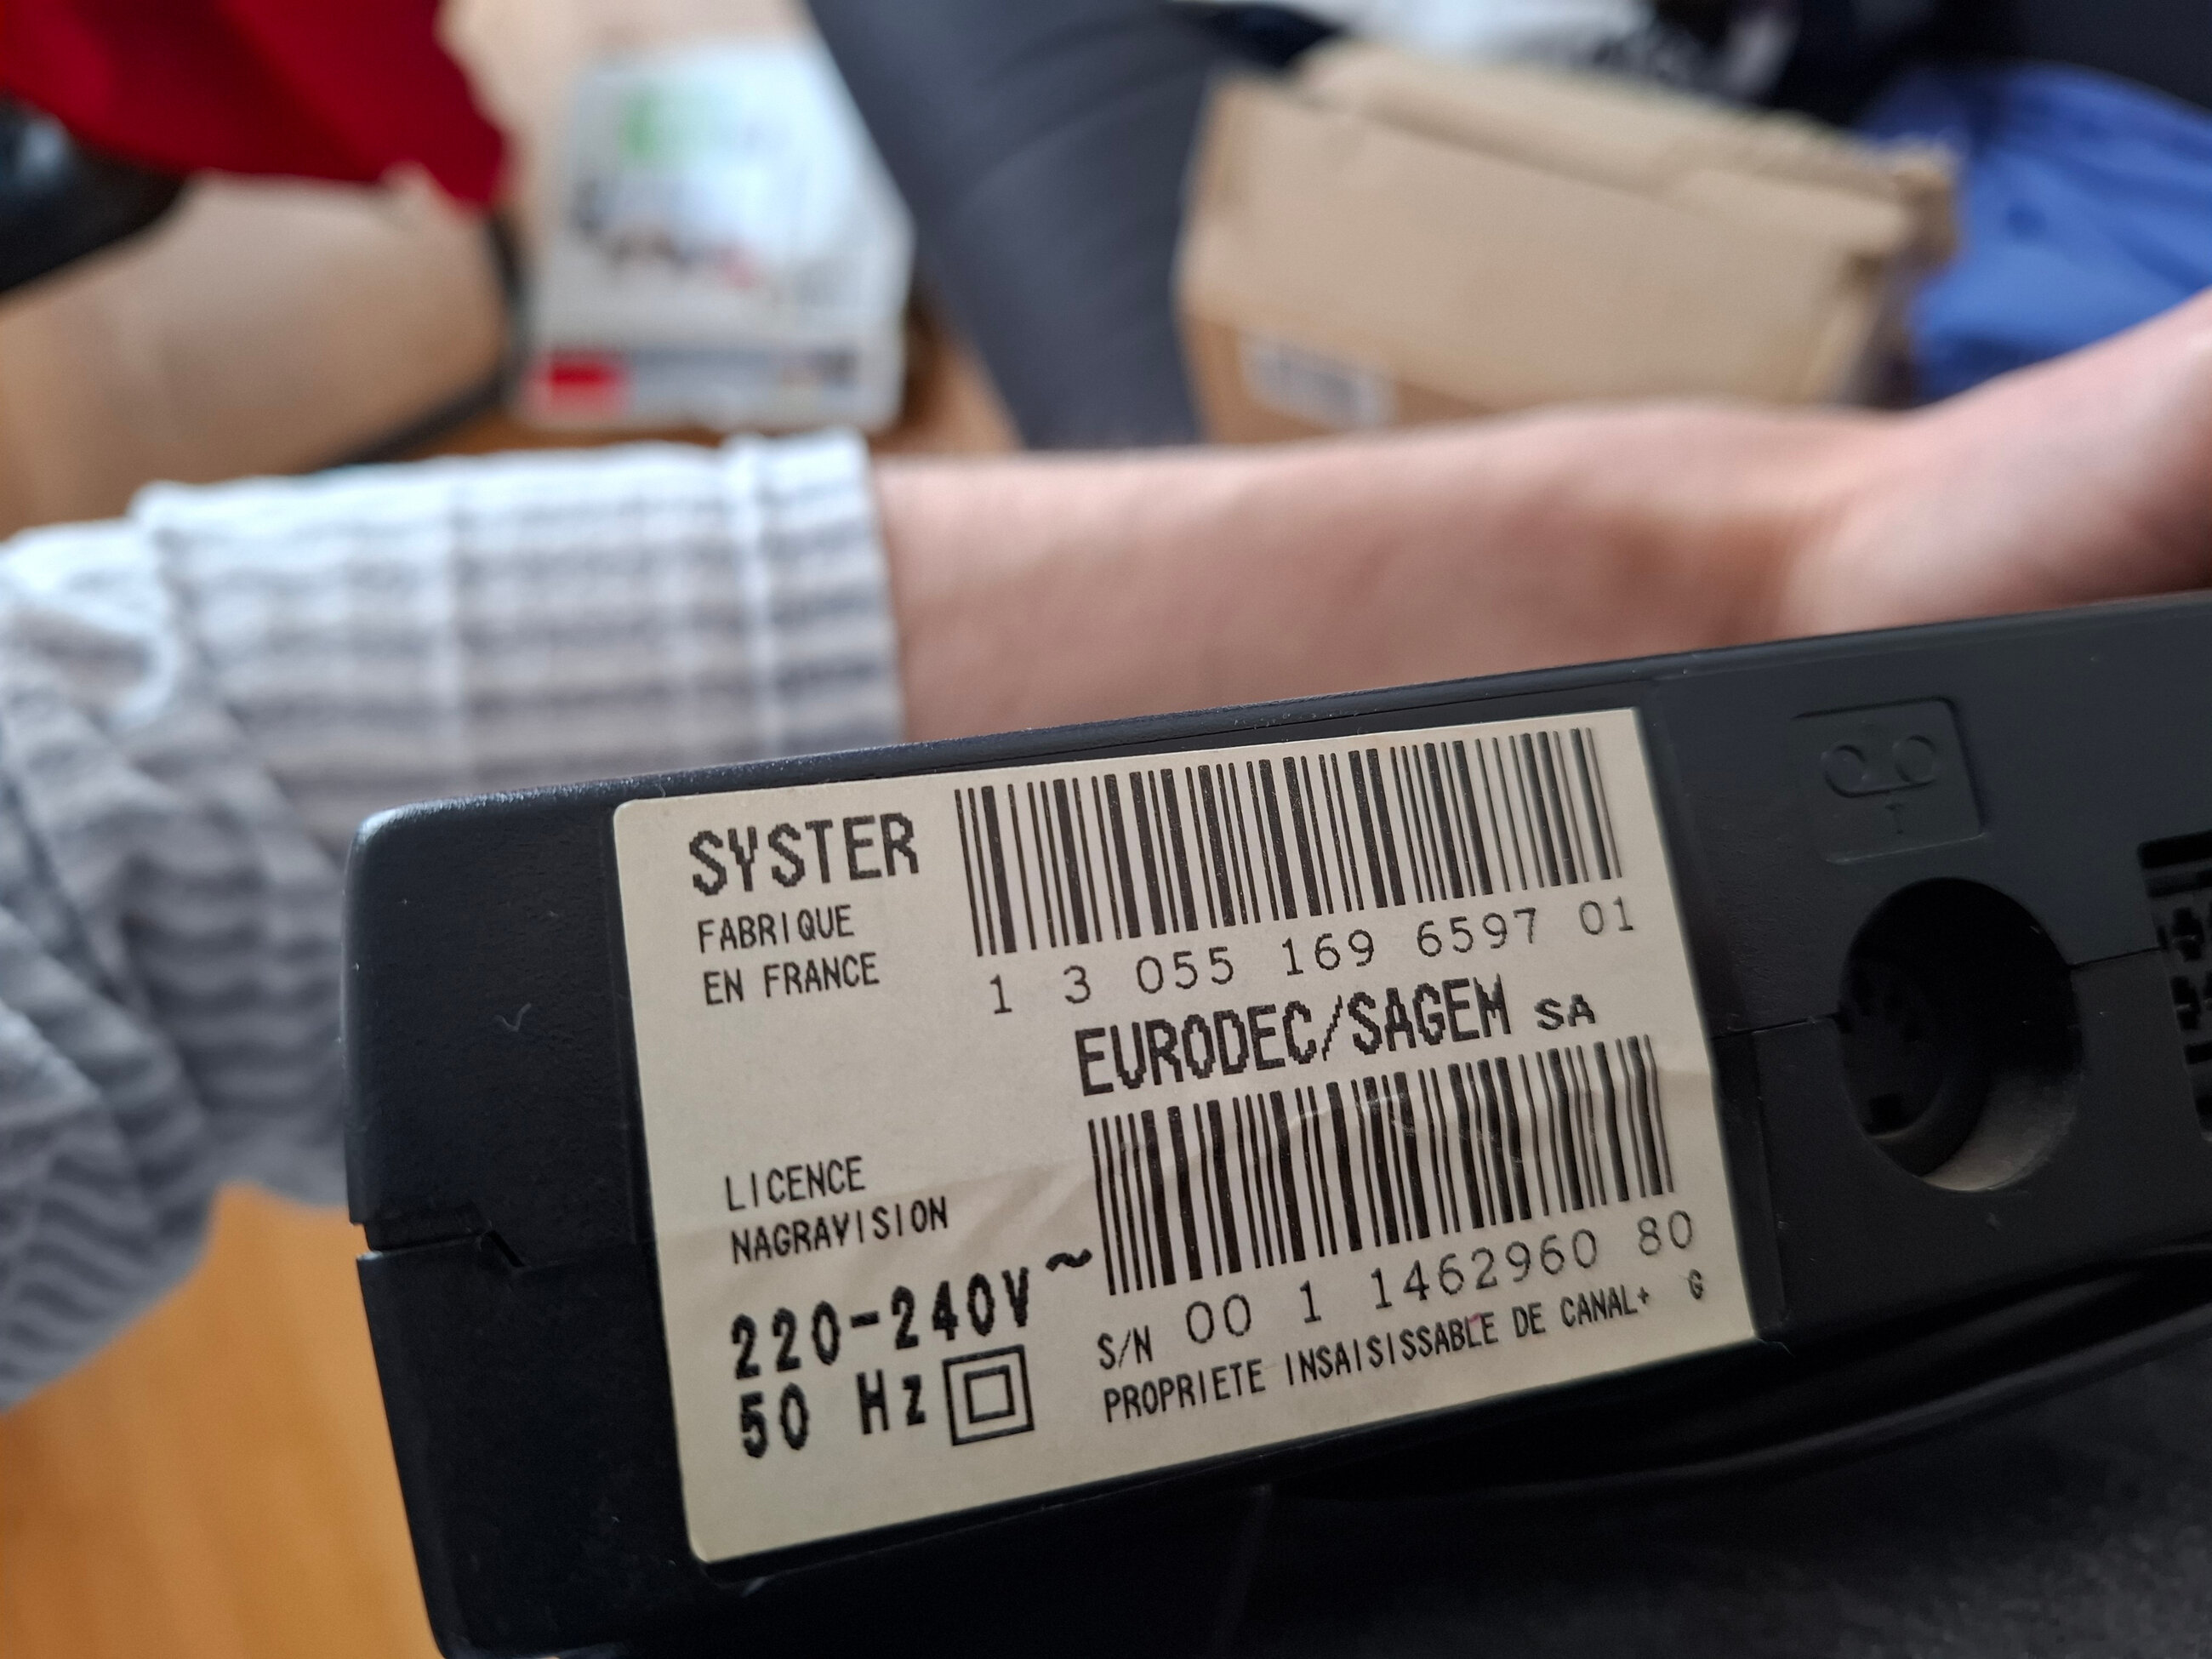 SYSTER
FABRIQUE
EN FRANCE
1 3 055 169 6597 01
EURODEC/SAGEM SA
LICENCE
NAGRAVISION
220-240V ~
50 Hz
S/N 00 1 1462960 80
PROPRIETE INSAISISSABLE DE CANAL+ G
T